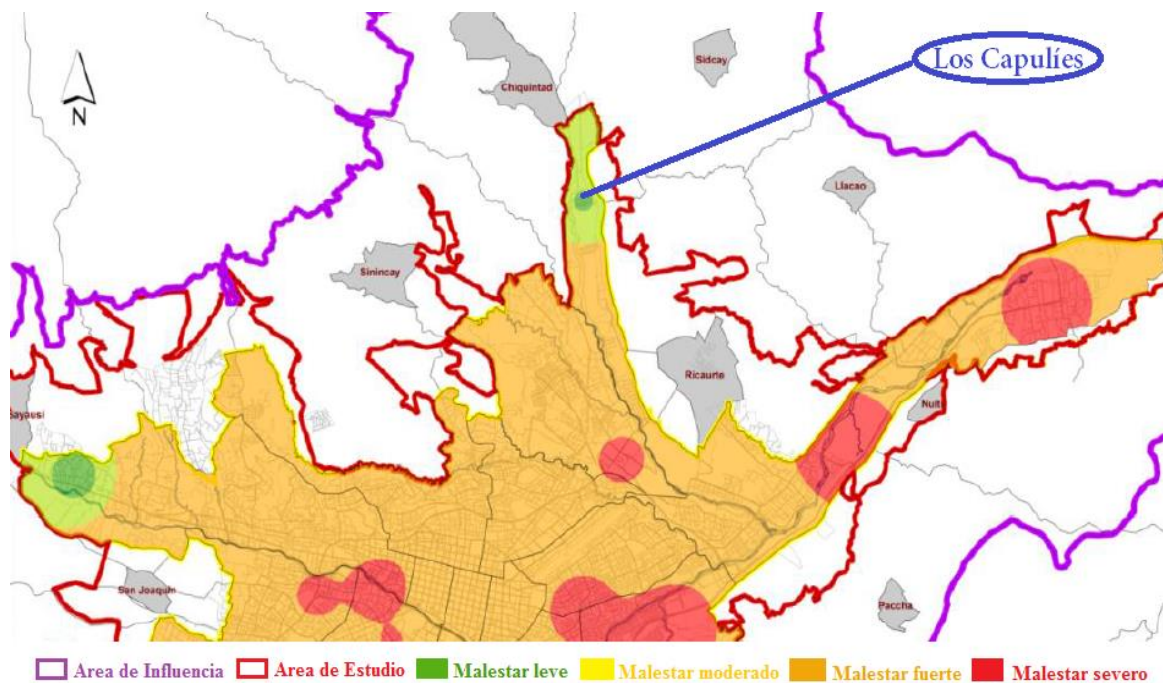 Los Capulíes
Sidcay
Chiquintad
N
Llacao
Sinincay
Ricaurte
Nulti
Sayausi
San Joaquin
Paccha
Area de Influencia
Area de Estudio
Malestar leve
Malestar moderado
Malestar fuerte
Malestar severo